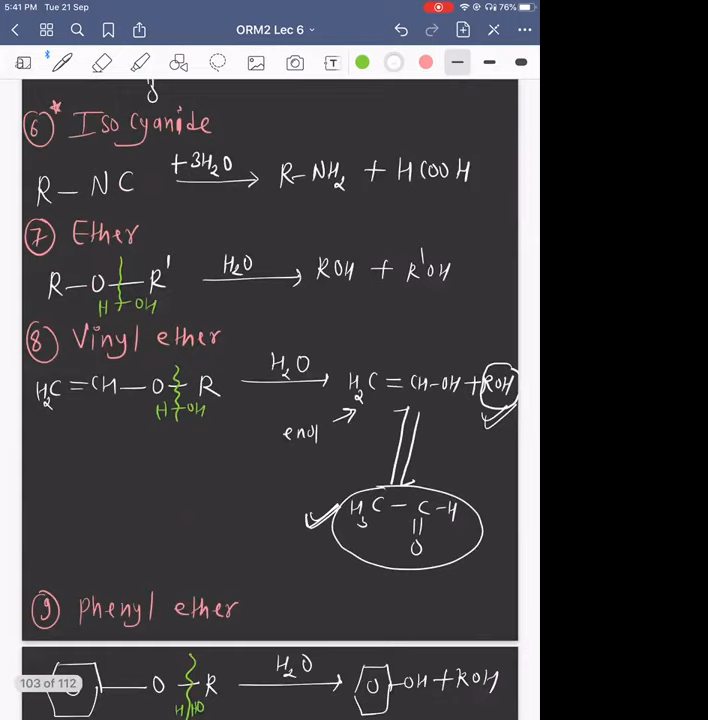 5:41 PM Tue 21 Sep 76%
ORM2 Lec 6
T
6 * Isocyanide
R – NC +3H2O → R–NH2 + HCOOH
7 Ether
R – O – R' H2O → ROH + R'OH
H OH
8 Vinyl ether
H2C = CH – O – R H2O → H2C = CH–OH + ROH
H OH
enol
H3C – C – H
O
9 phenyl ether
O – R H2O → OH + ROH
H HO
103 of 112